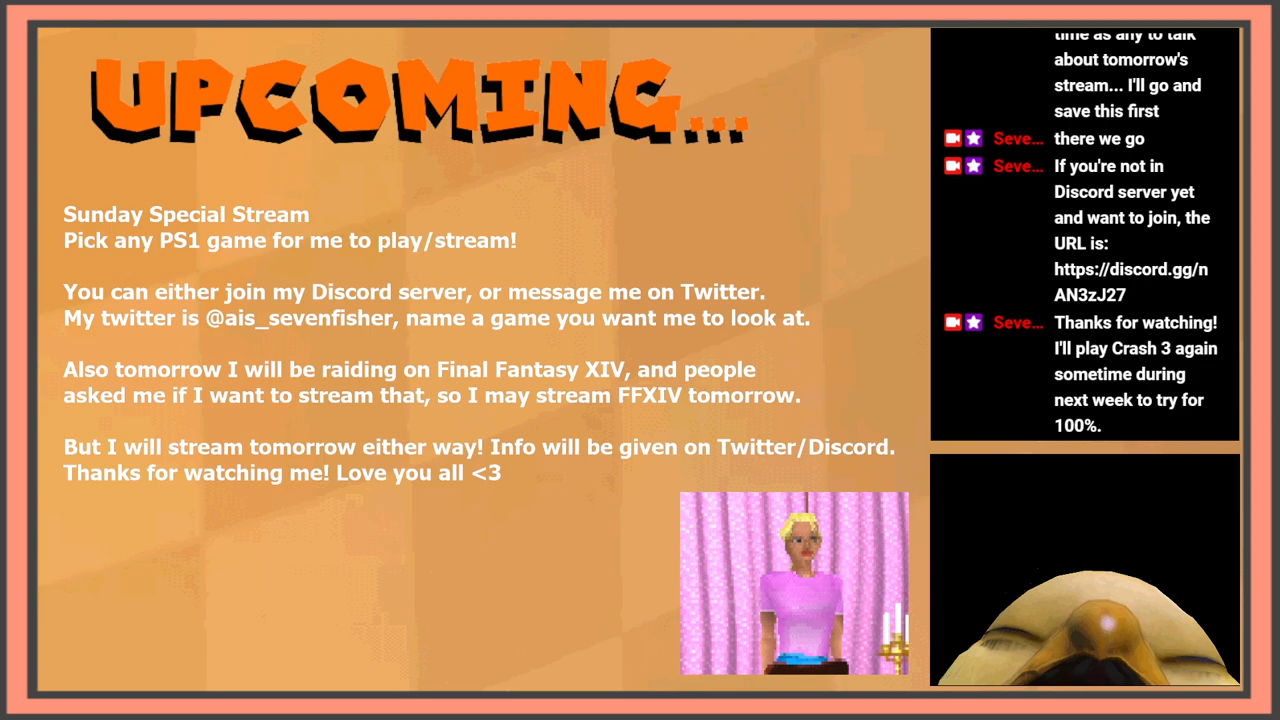 UPCOMING...
Sunday Special Stream
Pick any PS1 game for me to play/stream!
You can either join my Discord server, or message me on Twitter.
My twitter is @ais_sevenfisher, name a game you want me to look at.
Also tomorrow I will be raiding on Final Fantasy XIV, and people
asked me if I want to stream that, so I may stream FFXIV tomorrow.
But I will stream tomorrow either way! Info will be given on Twitter/Discord.
Thanks for watching me! Love you all <3
time as any to talk
about tomorrow's
stream... I'll go and
save this first
Seve... there we go
Seve... If you're not in
Discord server yet
and want to join, the
URL is:
https://discord.gg/n
AN3zJ27
Seve... Thanks for watching!
I'll play Crash 3 again
sometime during
next week to try for
100%.